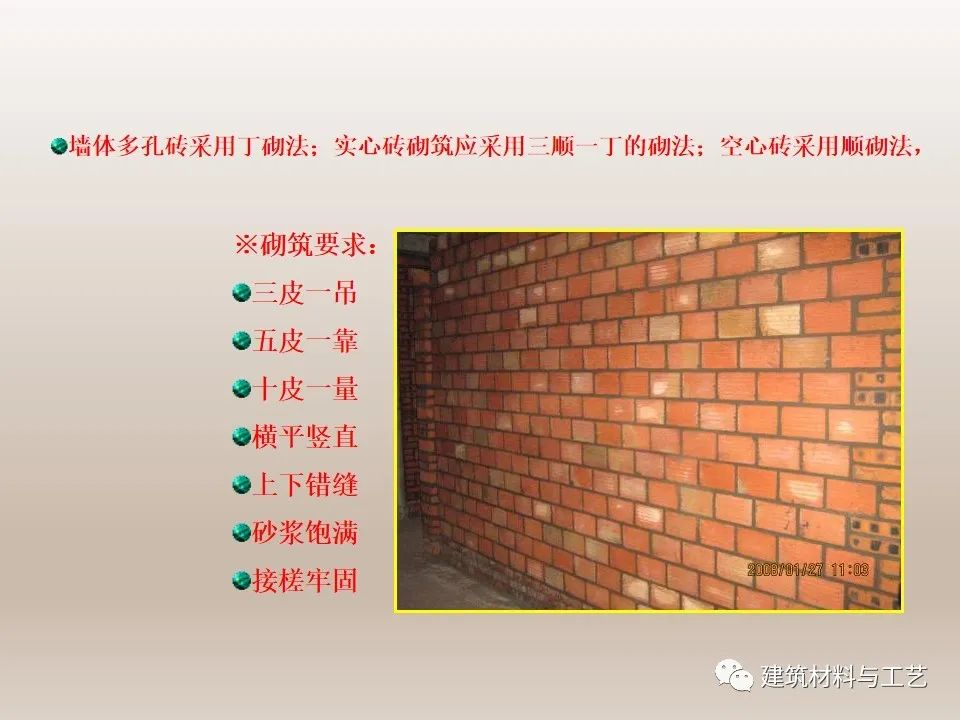 墙体多孔砖采用丁砌法；实心砖砌筑应采用三顺一丁的砌法；空心砖采用顺砌法，
※砌筑要求：
三皮一吊
五皮一靠
十皮一量
横平竖直
上下错缝
砂浆饱满
接槎牢固
2008/01/27 11:03
建筑材料与工艺